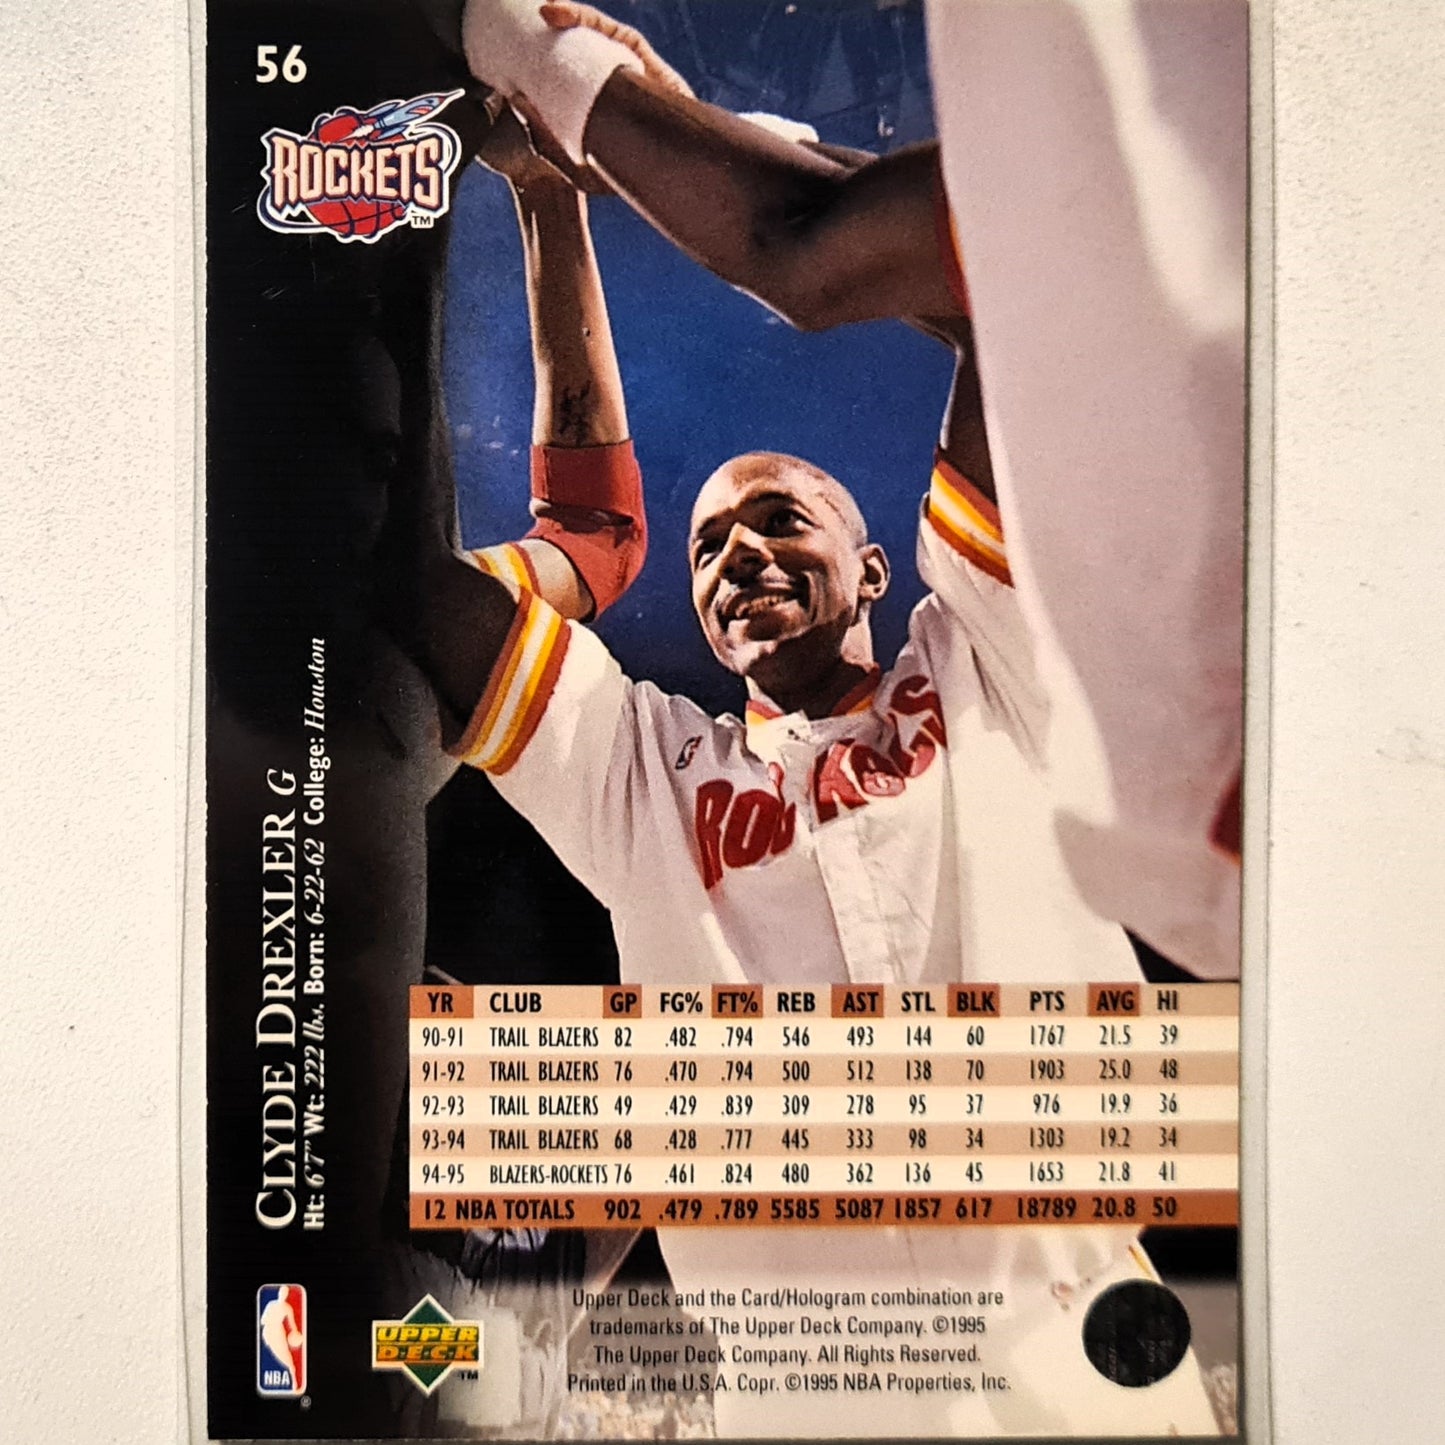 56
ROCKETS
TM
CLYDE DREXLER G
Ht: 6'7" Wt: 222 lbs. Born: 6-22-62 College: Houston
ROCKETS
YR CLUB GP FG% FT% REB AST STL BLK PTS AVG HI
90-91 TRAIL BLAZERS 82 .482 .794 546 493 144 60 1767 21.5 39
91-92 TRAIL BLAZERS 76 .470 .794 500 512 138 70 1903 25.0 48
92-93 TRAIL BLAZERS 49 .429 .839 309 278 95 37 976 19.9 36
93-94 TRAIL BLAZERS 68 .428 .777 445 333 98 34 1303 19.2 34
94-95 BLAZERS-ROCKETS 76 .461 .824 480 362 136 45 1653 21.8 41
12 NBA TOTALS 902 .479 .789 5585 5087 1857 617 18789 20.8 50
NBA
®
UPPER
D·E·C·K
TM
Upper Deck and the Card/Hologram combination are
trademarks of The Upper Deck Company. ©1995
The Upper Deck Company. All Rights Reserved.
Printed in the U.S.A. Copr. ©1995 NBA Properties, Inc.